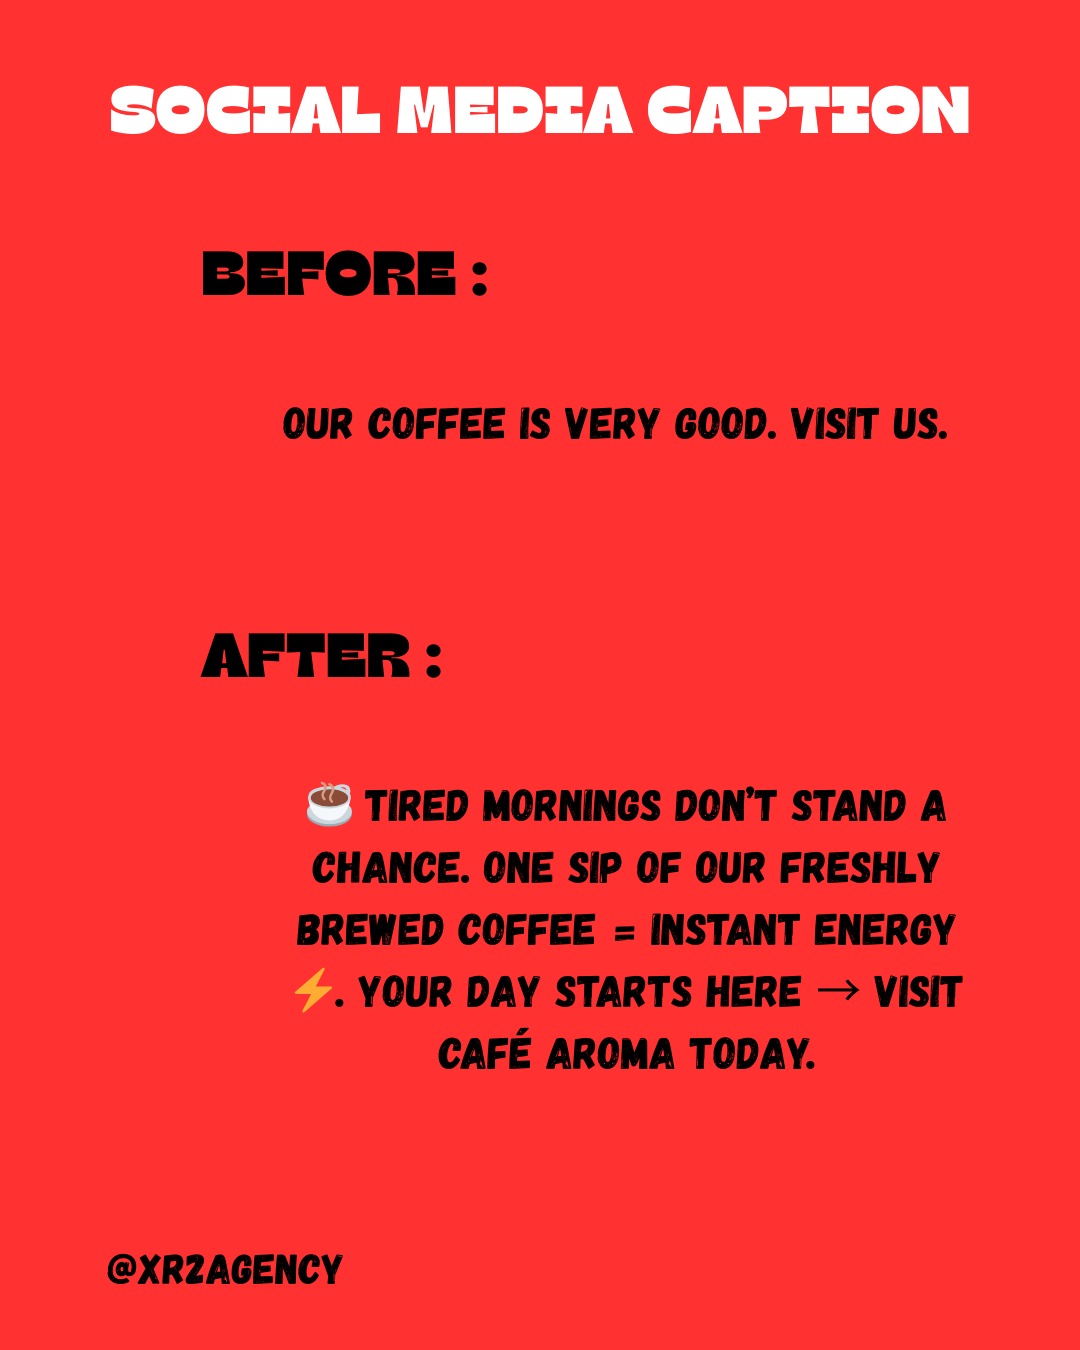 SOCIAL MEDIA CAPTION
BEFORE :
OUR COFFEE IS VERY GOOD. VISIT US.
AFTER :
☕ TIRED MORNINGS DON’T STAND A
CHANCE. ONE SIP OF OUR FRESHLY
BREWED COFFEE = INSTANT ENERGY
⚡. YOUR DAY STARTS HERE → VISIT
CAFÉ AROMA TODAY.
@XR2AGENCY